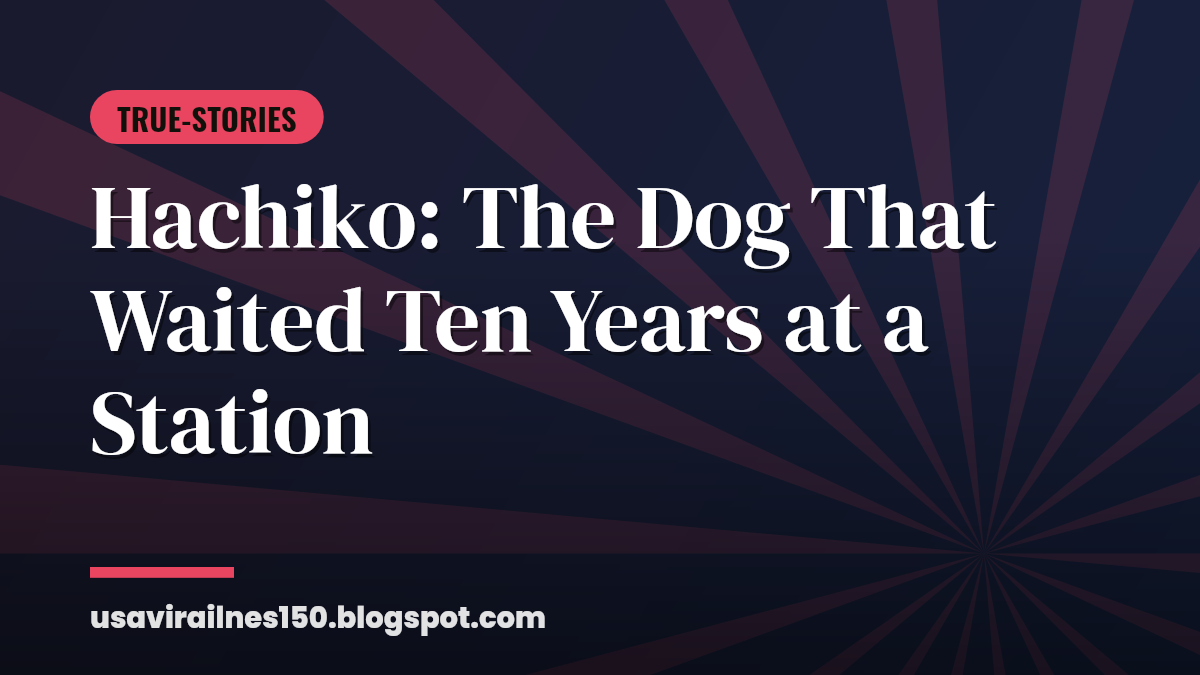 TRUE-STORIES
Hachiko: The Dog That
Waited Ten Years at a
Station
usavirailnes150.blogspot.com